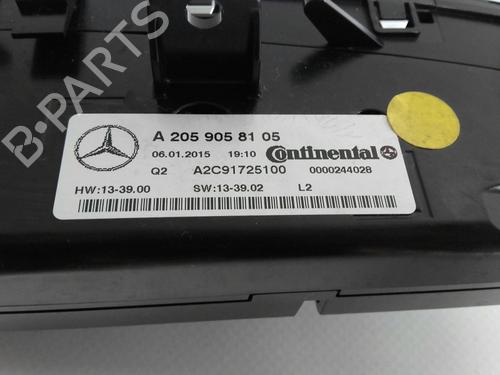 B-PARTS
A 205 905 81 05
06.01.2015 19:10 Continental
Q2 A2C91725100 0000244028
HW:13-39.00 SW:13-39.02 L2